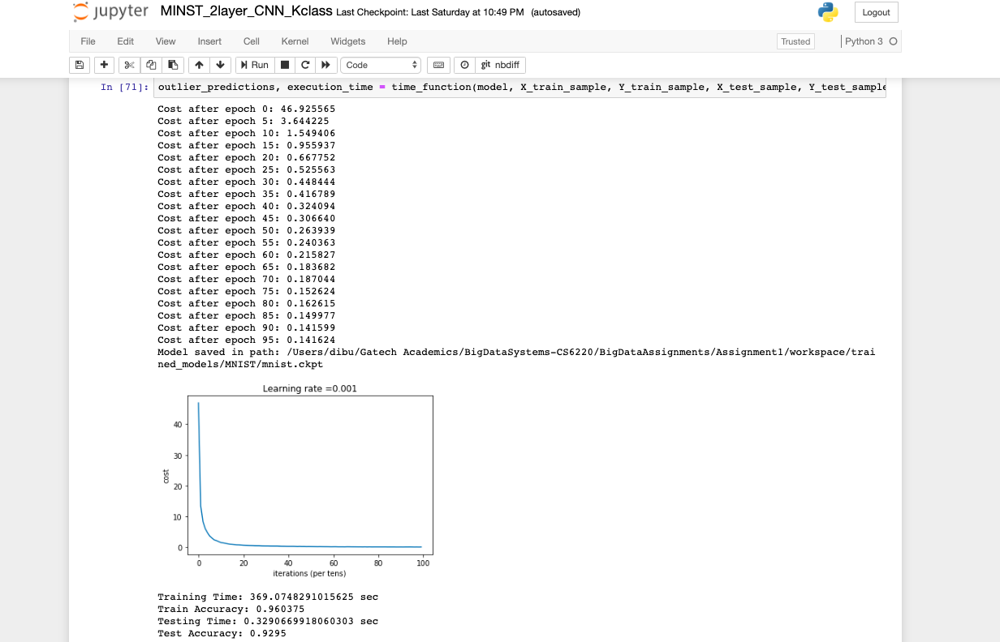 jupyter MINST_2layer_CNN_Kclass Last Checkpoint: Last Saturday at 10:49 PM (autosaved) Logout
File Edit View Insert Cell Kernel Widgets Help Trusted Python 3
Run Code git nbdiff
In [71]: outlier_predictions, execution_time = time_function(model, X_train_sample, Y_train_sample, X_test_sample, Y_test_sample
Cost after epoch 0: 46.925565
Cost after epoch 5: 3.644225
Cost after epoch 10: 1.549406
Cost after epoch 15: 0.955937
Cost after epoch 20: 0.667752
Cost after epoch 25: 0.525563
Cost after epoch 30: 0.448444
Cost after epoch 35: 0.416789
Cost after epoch 40: 0.324094
Cost after epoch 45: 0.306640
Cost after epoch 50: 0.263939
Cost after epoch 55: 0.240363
Cost after epoch 60: 0.215827
Cost after epoch 65: 0.183682
Cost after epoch 70: 0.187044
Cost after epoch 75: 0.152624
Cost after epoch 80: 0.162615
Cost after epoch 85: 0.149977
Cost after epoch 90: 0.141599
Cost after epoch 95: 0.141624
Model saved in path: /Users/dibu/Gatech Academics/BigDataSystems-CS6220/BigDataAssignments/Assignment1/workspace/trai
ned_models/MNIST/mnist.ckpt
Learning rate =0.001
40
30
20
10
0
cost
0 20 40 60 80 100
iterations (per tens)
Training Time: 369.0748291015625 sec
Train Accuracy: 0.960375
Testing Time: 0.3290669918060303 sec
Test Accuracy: 0.9295